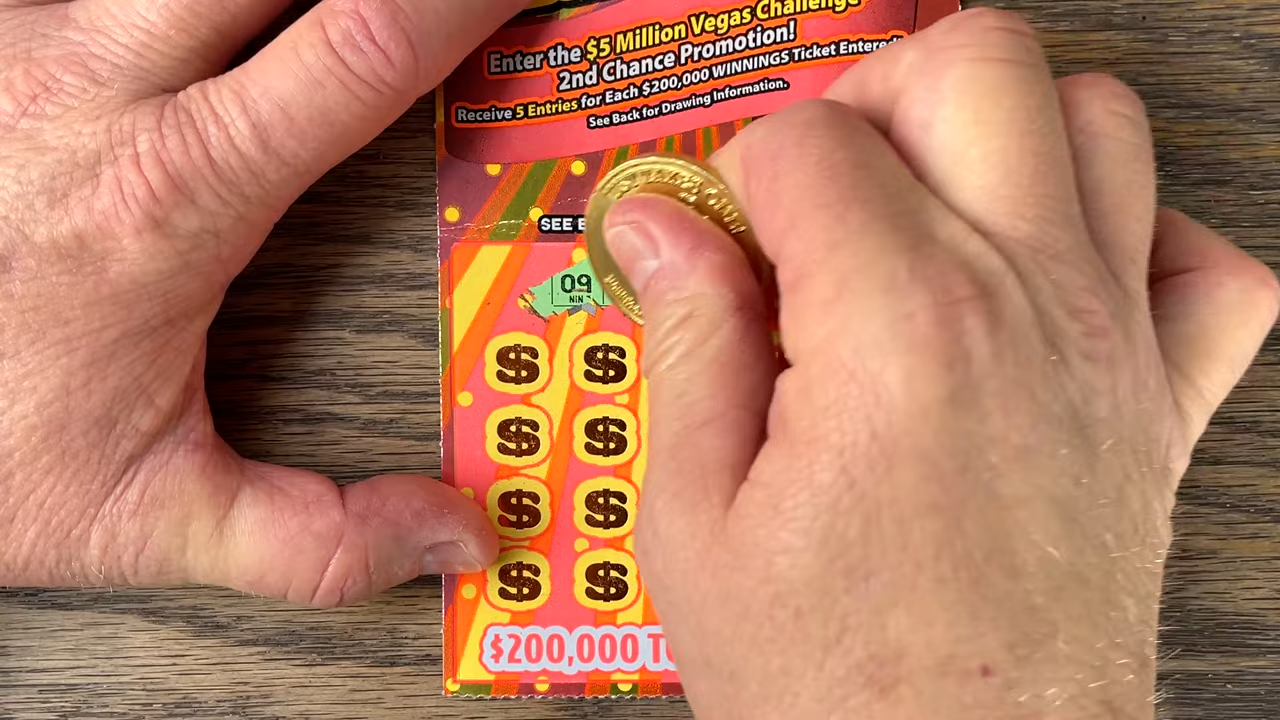 Enter the $5 Million Vegas Challenge
2nd Chance Promotion!
Receive 5 Entries for Each $200,000 WINNINGS Ticket Entered!
See Back for Drawing Information.
SEE
09
NIN
$ $
$ $
$ $
$ $
$200,000